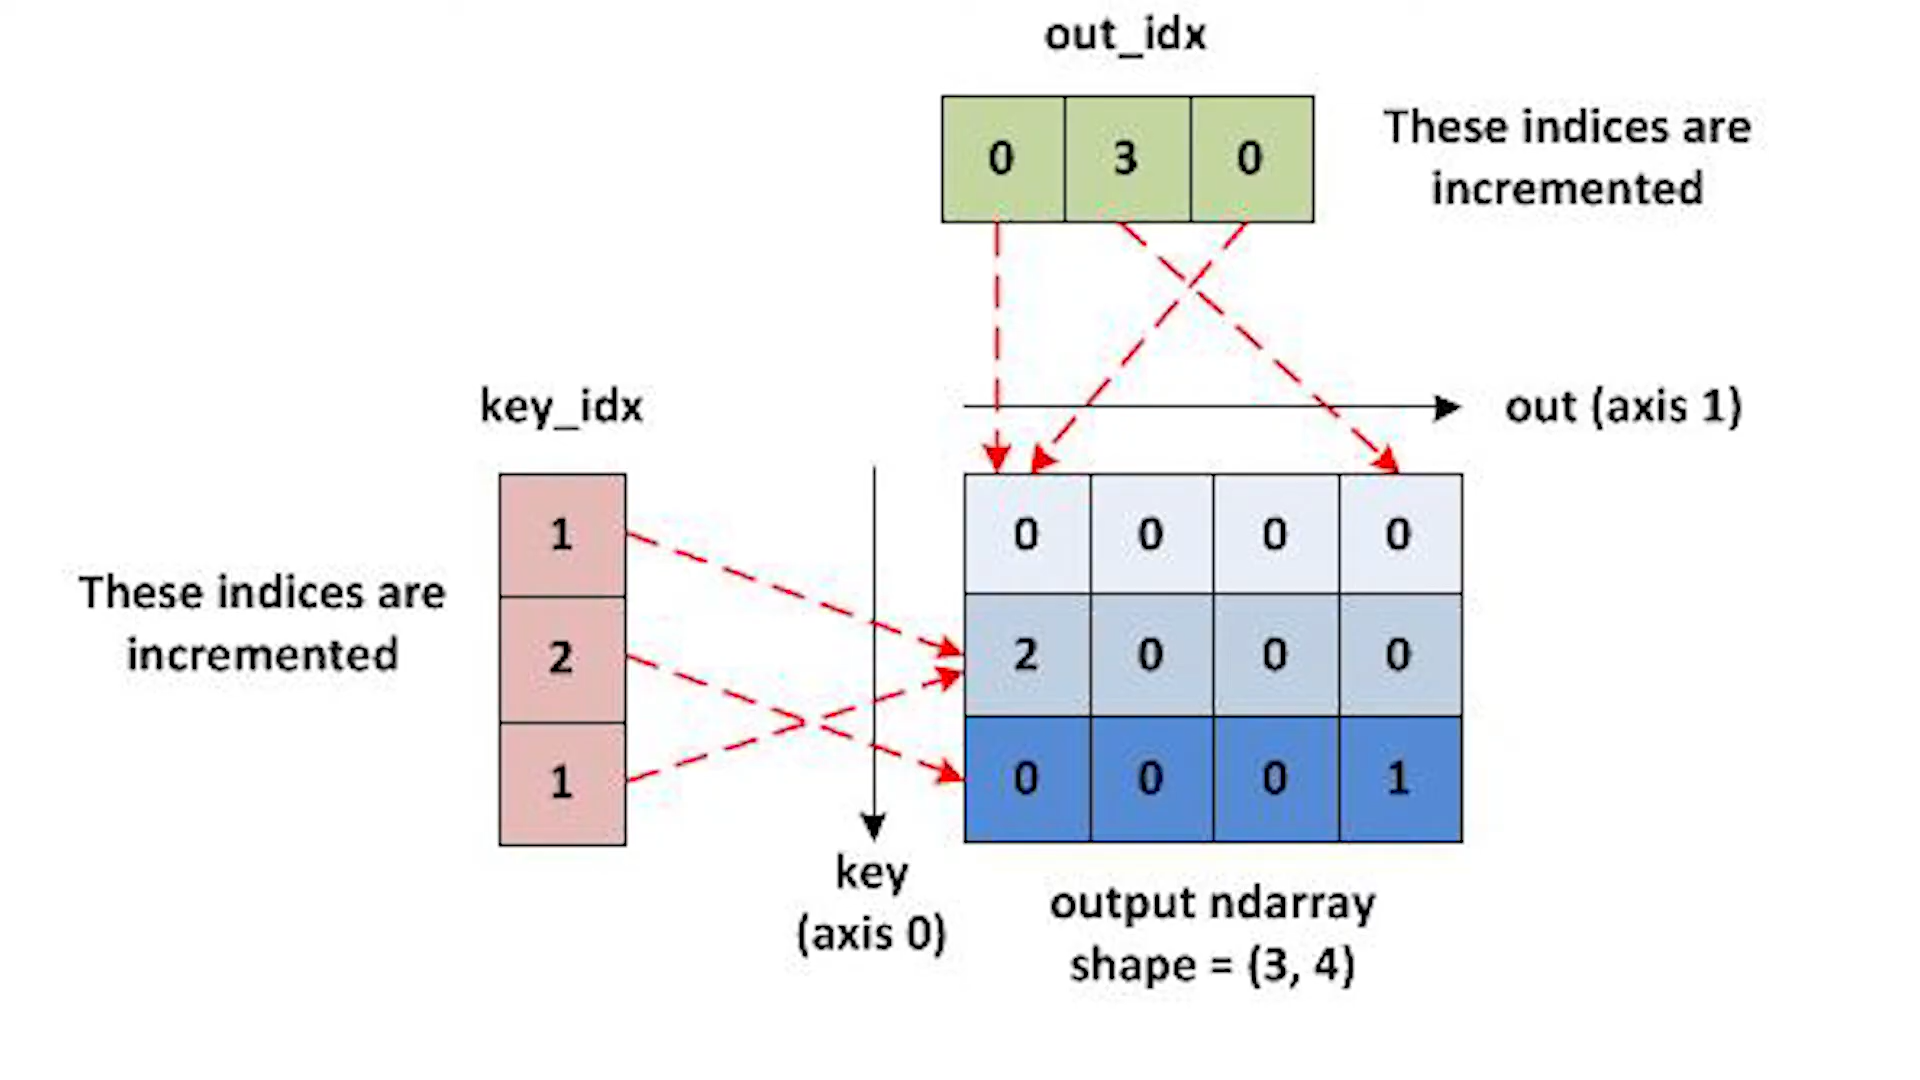 out_idx
0 3 0
These indices are
incremented
key_idx
out (axis 1)
These indices are
incremented
1
2
1
0 0 0 0
2 0 0 0
0 0 0 1
key
(axis 0)
output ndarray
shape = (3, 4)